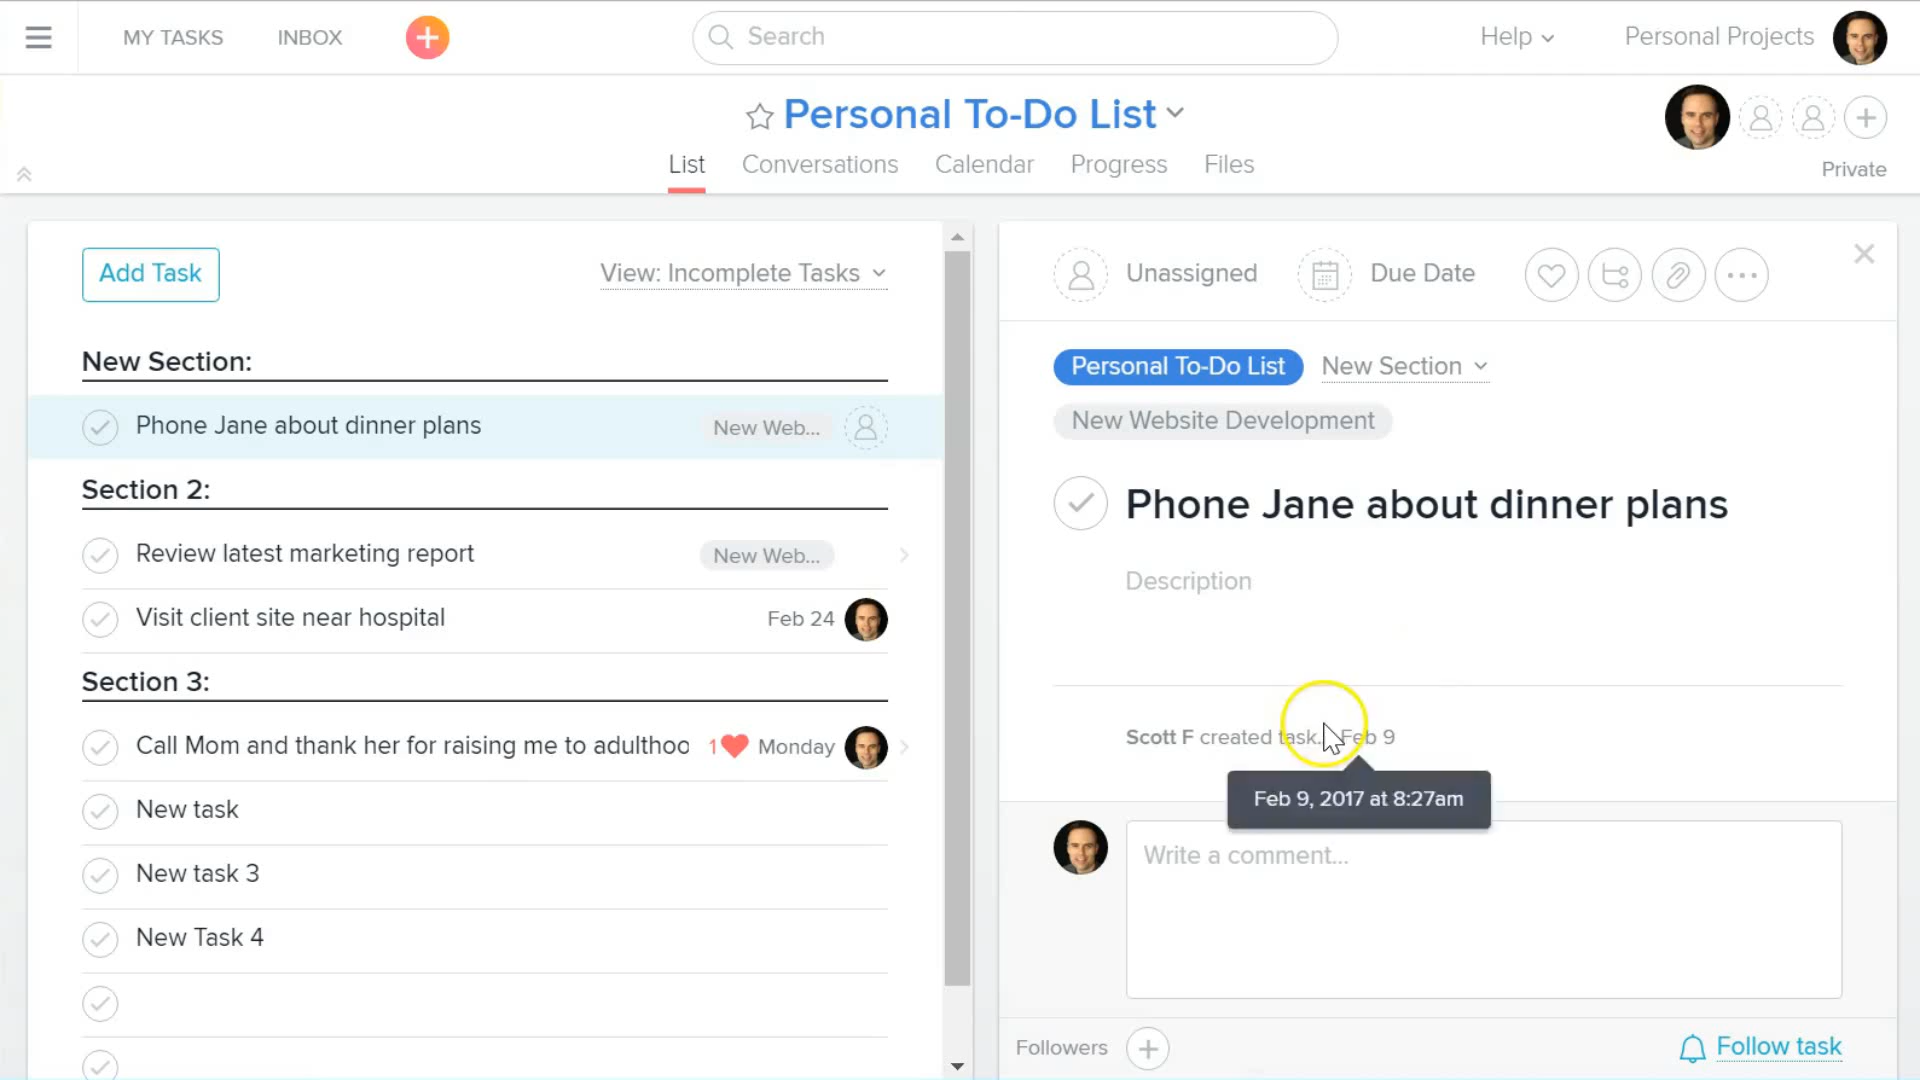 MY TASKS
INBOX
Search
Help
Personal Projects
Personal To-Do List
List
Conversations
Calendar
Progress
Files
Private
Add Task
View: Incomplete Tasks
New Section:
Phone Jane about dinner plans
New Web...
Section 2:
Review latest marketing report
New Web...
Visit client site near hospital
Feb 24
Section 3:
Call Mom and thank her for raising me to adulthoo
1
Monday
New task
New task 3
New Task 4
Unassigned
Due Date
Personal To-Do List
New Section
New Website Development
Phone Jane about dinner plans
Description
Scott F created task. Feb 9
Feb 9, 2017 at 8:27am
Write a comment...
Followers
Follow task